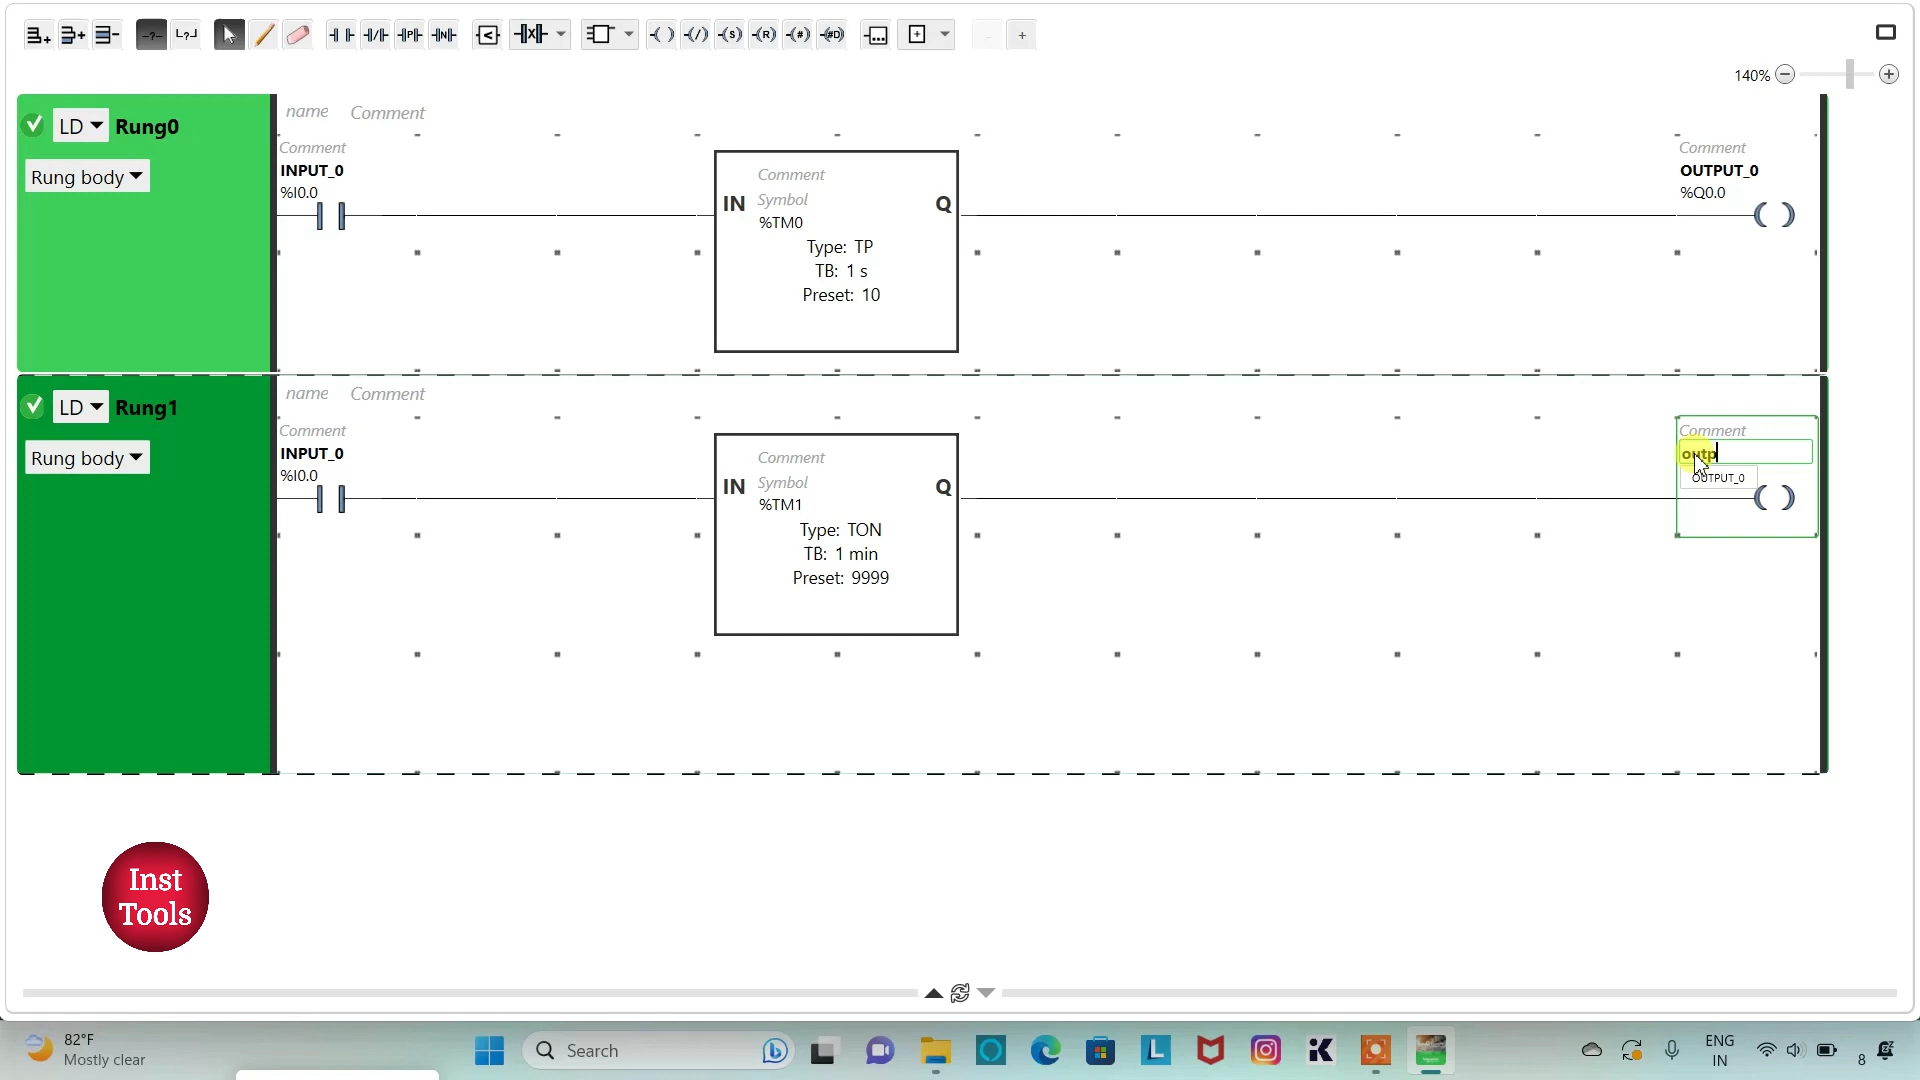 140%
LD Rung0
name Comment
Comment
INPUT_0
%I0.0
Rung body
IN
Comment
Symbol
%TM0
Q
Type: TP
TB: 1 s
Preset: 10
Comment
OUTPUT_0
%Q0.0
LD Rung1
name Comment
Comment
INPUT_0
%I0.0
Rung body
IN
Comment
Symbol
%TM1
Q
Type: TON
TB: 1 min
Preset: 9999
Comment
outp
OUTPUT_0
Inst
Tools
82°F
Mostly clear
Search
ENG
IN
8